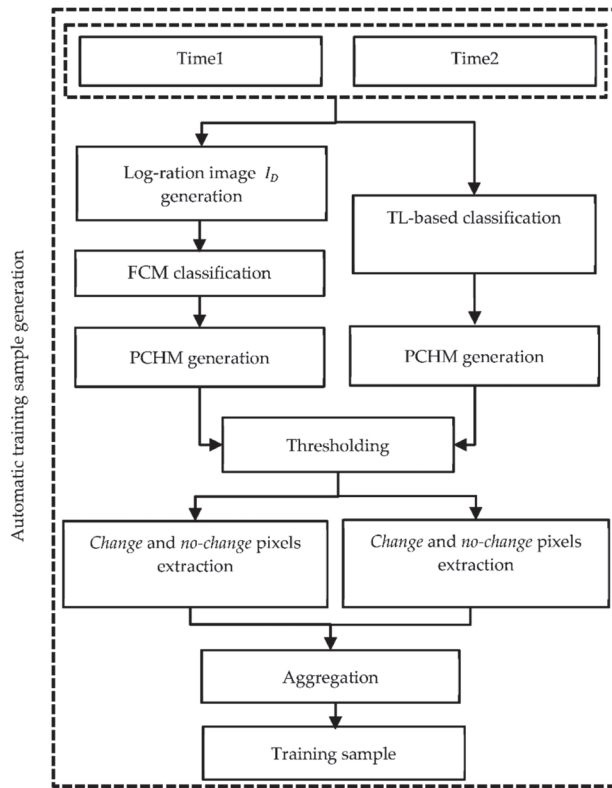 Time1
Time2
Log-ration image I_D
generation
TL-based classification
FCM classification
PCHM generation
PCHM generation
Thresholding
Change and no-change pixels
extraction
Change and no-change pixels
extraction
Aggregation
Training sample
Automatic training sample generation